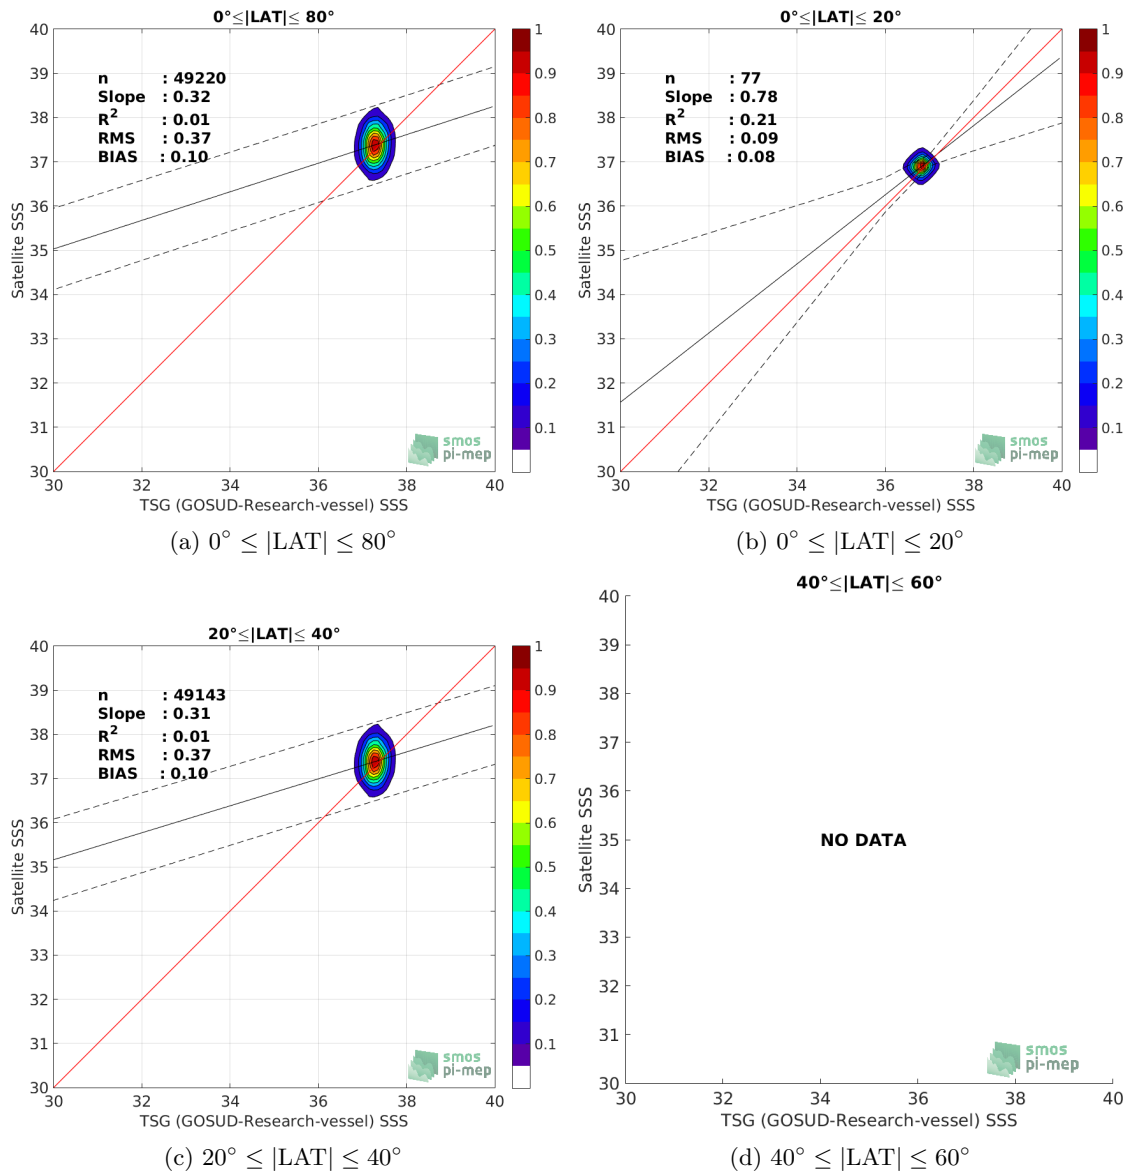 0°≤|LAT|≤ 80°
40
39
38
37
36
35
34
33
32
31
30
Satellite SSS
n : 49220
Slope : 0.32
R2 : 0.01
RMS : 0.37
BIAS : 0.10
smos
pi-mep
30 32 34 36 38 40
TSG (GOSUD-Research-vessel) SSS
1
0.9
0.8
0.7
0.6
0.5
0.4
0.3
0.2
0.1
(a) 0° ≤ |LAT| ≤ 80°
0°≤|LAT|≤ 20°
40
39
38
37
36
35
34
33
32
31
30
Satellite SSS
n : 77
Slope : 0.78
R2 : 0.21
RMS : 0.09
BIAS : 0.08
smos
pi-mep
30 32 34 36 38 40
TSG (GOSUD-Research-vessel) SSS
1
0.9
0.8
0.7
0.6
0.5
0.4
0.3
0.2
0.1
(b) 0° ≤ |LAT| ≤ 20°
20°≤|LAT|≤ 40°
40
39
38
37
36
35
34
33
32
31
30
Satellite SSS
n : 49143
Slope : 0.31
R2 : 0.01
RMS : 0.37
BIAS : 0.10
smos
pi-mep
30 32 34 36 38 40
TSG (GOSUD-Research-vessel) SSS
1
0.9
0.8
0.7
0.6
0.5
0.4
0.3
0.2
0.1
(c) 20° ≤ |LAT| ≤ 40°
40°≤|LAT|≤ 60°
40
39
38
37
36
35
34
33
32
31
30
Satellite SSS
NO DATA
smos
pi-mep
30 32 34 36 38 40
TSG (GOSUD-Research-vessel) SSS
(d) 40° ≤ |LAT| ≤ 60°